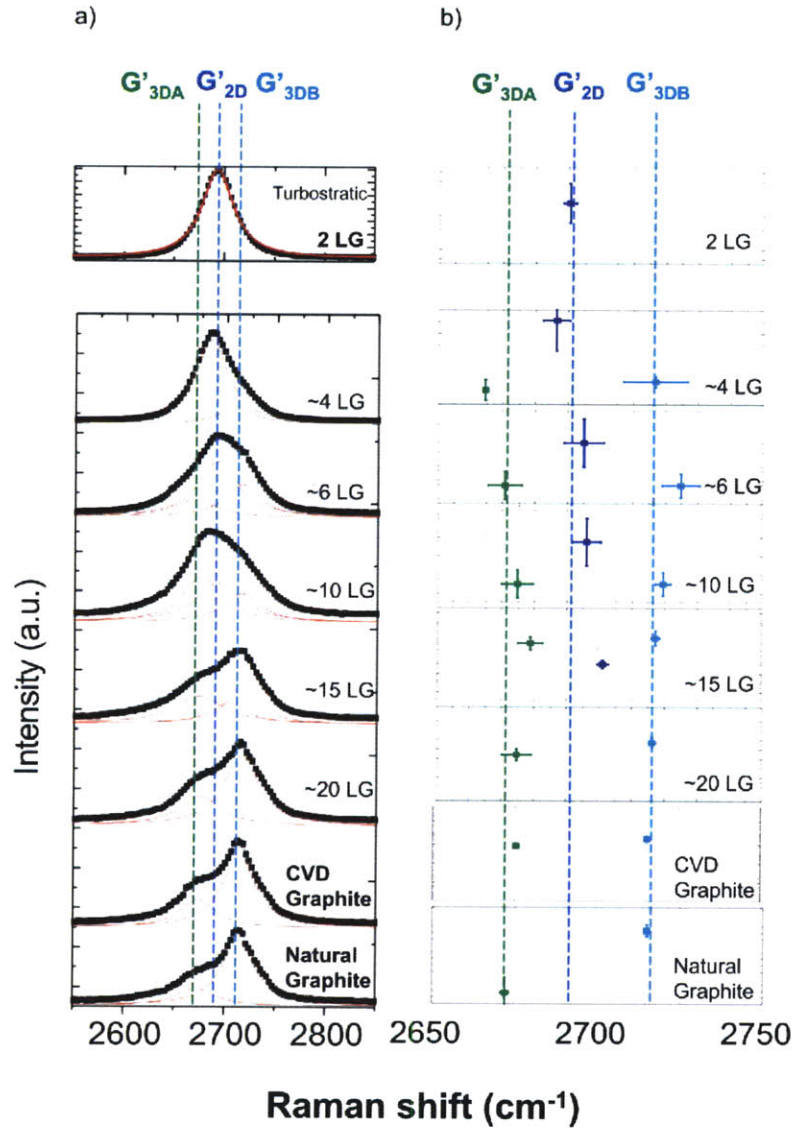 a)
G'3DA G'2D G'3DB
Turbostratic
2 LG
~4 LG
~6 LG
~10 LG
~15 LG
~20 LG
CVD
Graphite
Natural
Graphite
2600 2700 2800
Intensity (a.u.)
b)
G'3DA G'2D G'3DB
2 LG
~4 LG
~6 LG
~10 LG
~15 LG
~20 LG
CVD
Graphite
Natural
Graphite
2650 2700 2750
Raman shift (cm-1)